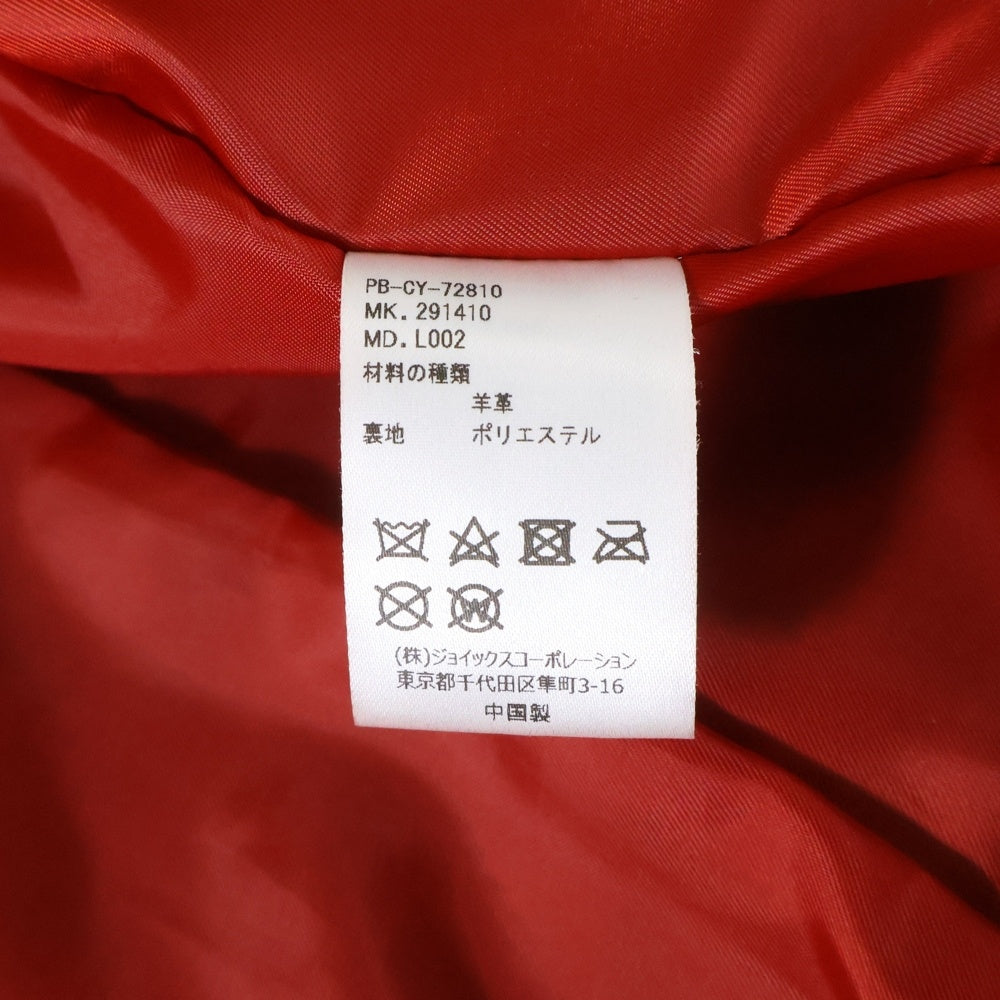 PB-CY-72810
MK. 291410
MD. L002
材料の種類
羊革
裏地 ポリエステル
W
(株)ジョイックスコーポレーション
東京都千代田区隼町3-16
中国製